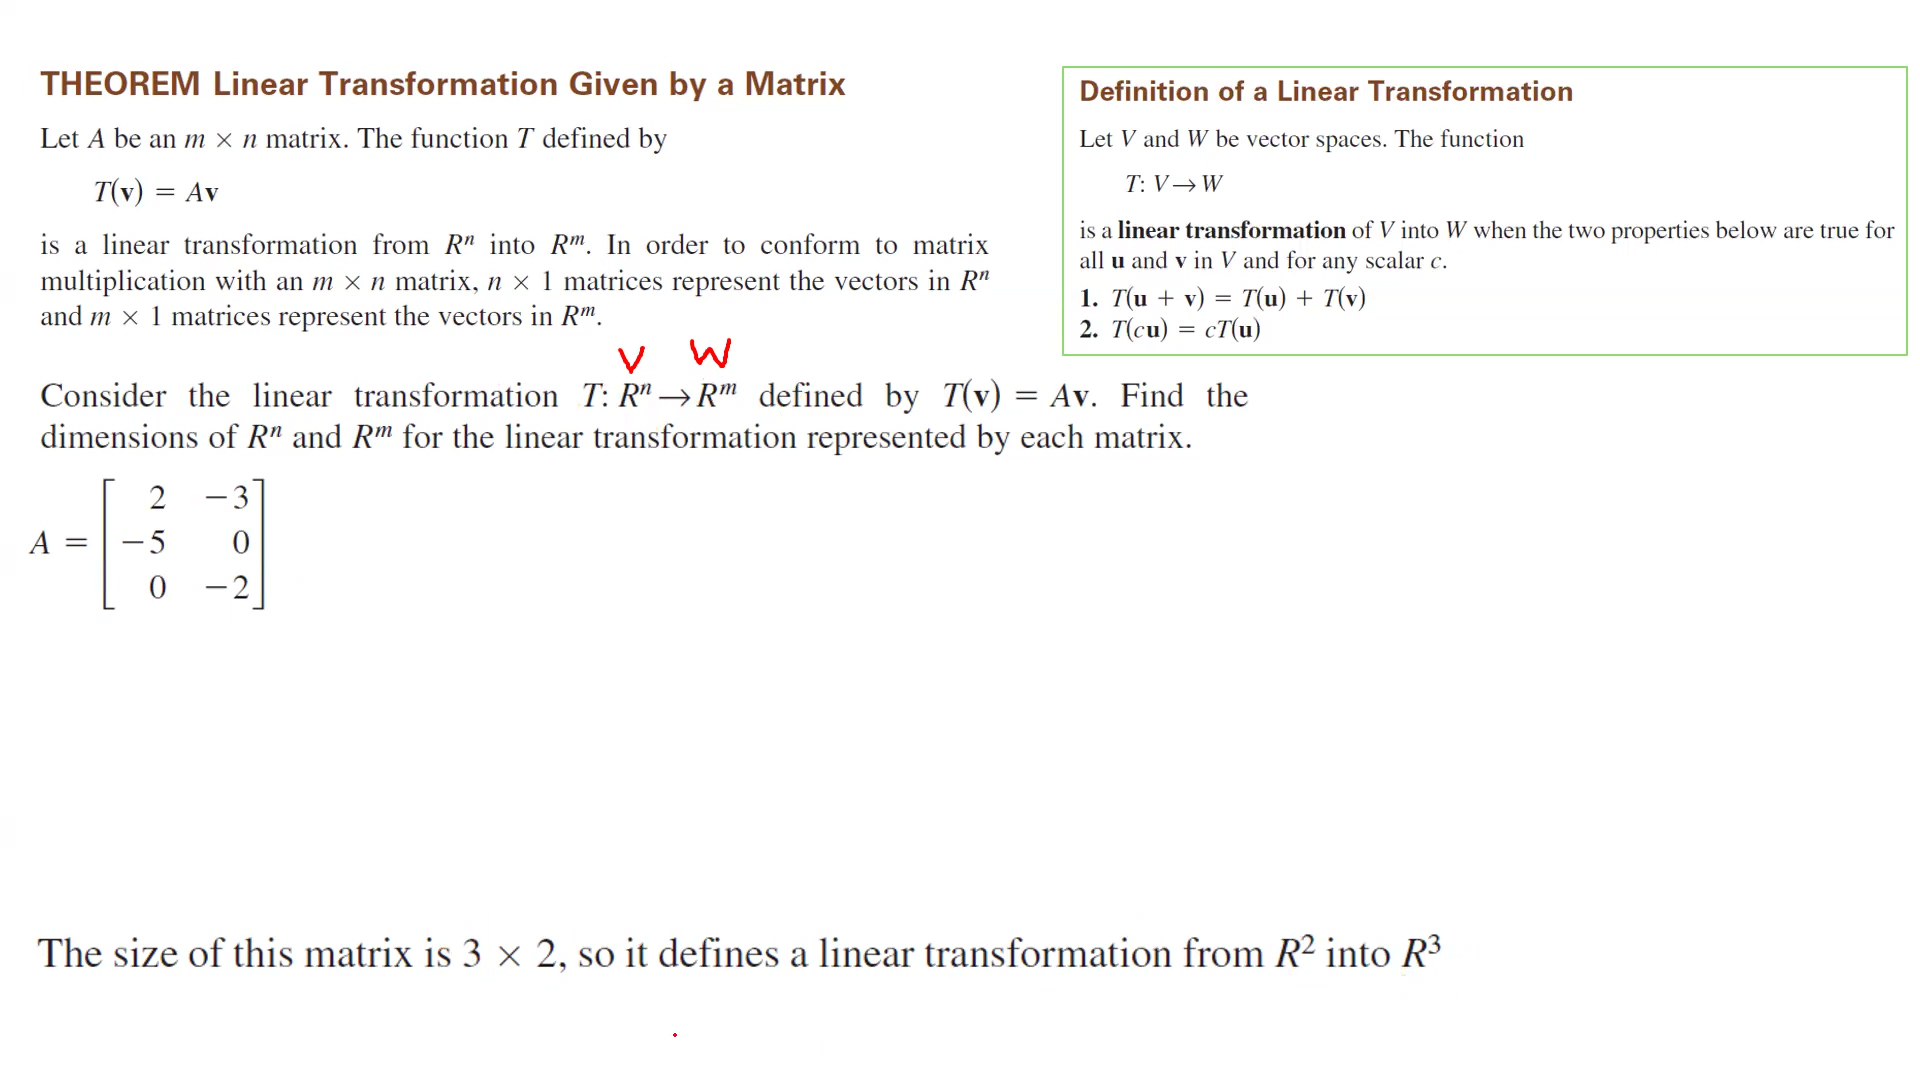 THEOREM Linear Transformation Given by a Matrix
Let A be an m × n matrix. The function T defined by
T(v) = Av
is a linear transformation from Rⁿ into Rᵐ. In order to conform to matrix
multiplication with an m × n matrix, n × 1 matrices represent the vectors in Rⁿ
and m × 1 matrices represent the vectors in Rᵐ.
Definition of a Linear Transformation
Let V and W be vector spaces. The function
T: V → W
is a linear transformation of V into W when the two properties below are true for
all u and v in V and for any scalar c.
1. T(u + v) = T(u) + T(v)
2. T(cu) = cT(u)
V W
Consider the linear transformation T: Rⁿ → Rᵐ defined by T(v) = Av. Find the
dimensions of Rⁿ and Rᵐ for the linear transformation represented by each matrix.
2 −3
A = −5 0
0 −2
The size of this matrix is 3 × 2, so it defines a linear transformation from R² into R³